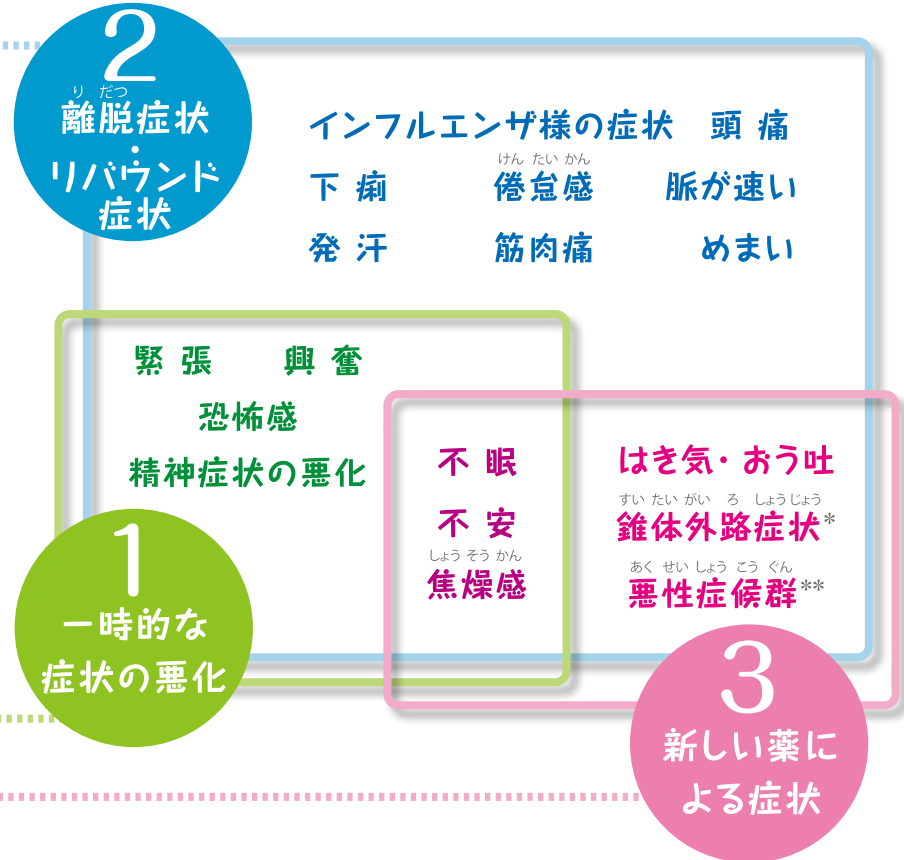 2
り だつ
離脱症状
・
リバウンド
症状
インフルエンザ様の症状 頭 痛
けん たい かん
下 痢 倦怠感 脈が速い
発 汗 筋肉痛 めまい
緊 張 興 奮
恐怖感
精神症状の悪化
不 眠 はき気・おう吐
すい たい がい ろ しょうじょう
不 安 錐体外路症状*
しょう そう かん
焦燥感
あく せい しょう こう ぐん
悪性症候群**
1
一時的な
症状の悪化
3
新しい薬に
よる症状